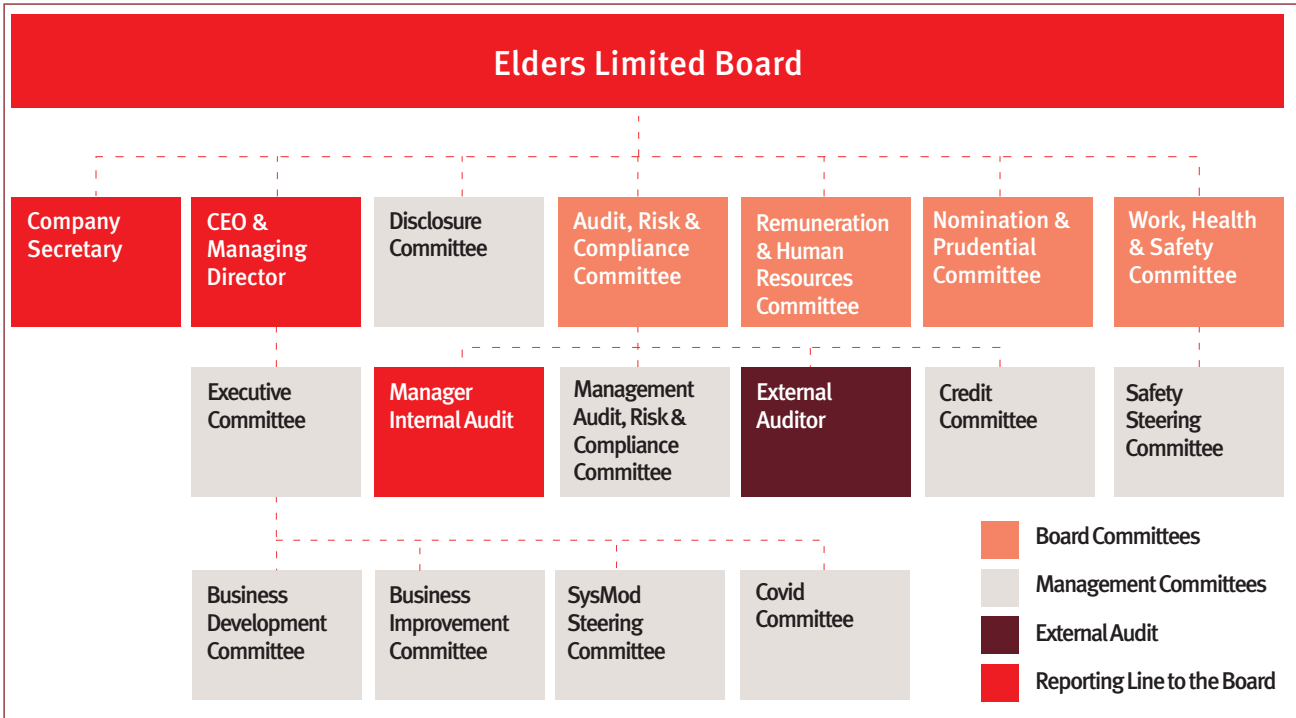 Elders Limited Board
Company
Secretary
CEO &
Managing
Director
Disclosure
Committee
Audit, Risk &
Compliance
Committee
Remuneration
& Human
Resources
Committee
Nomination &
Prudential
Committee
Work, Health
& Safety
Committee
Executive
Committee
Manager
Internal Audit
Management
Audit, Risk &
Compliance
Committee
External
Auditor
Credit
Committee
Safety
Steering
Committee
Business
Development
Committee
Business
Improvement
Committee
SysMod
Steering
Committee
Covid
Committee
Board Committees
Management Committees
External Audit
Reporting Line to the Board